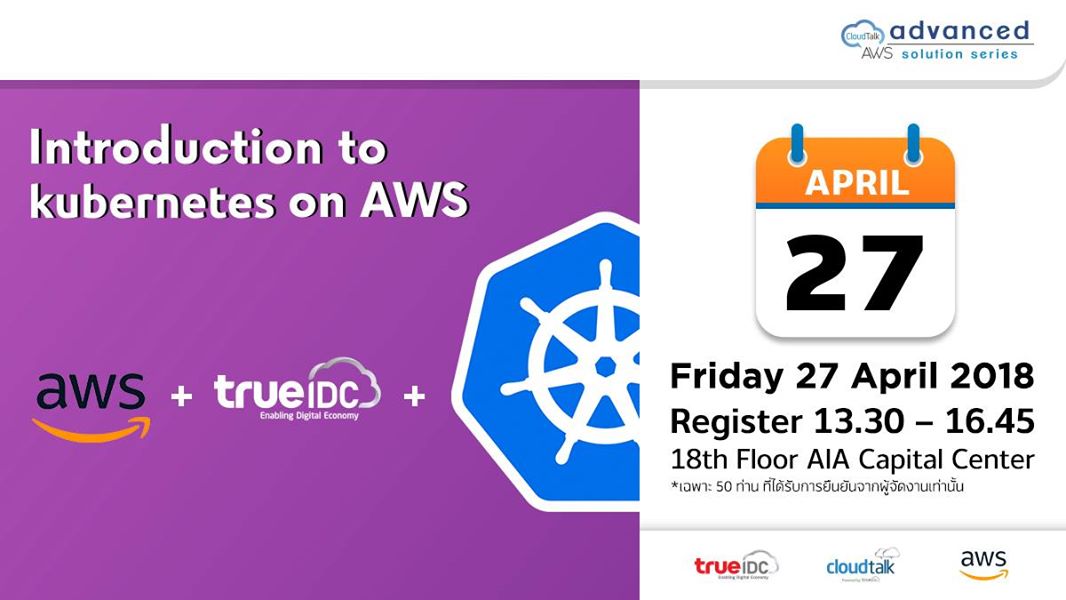 CloudTalk advanced
AWS solution series
Introduction to
kubernetes on AWS
aws + trueIDC +
Enabling Digital Economy
APRIL
27
Friday 27 April 2018
Register 13.30 – 16.45
18th Floor AIA Capital Center
*เฉพาะ 50 ท่าน ที่ได้รับการยืนยันจากผู้จัดงานเท่านั้น
trueIDC cloudtalk aws
Enabling Digital Economy